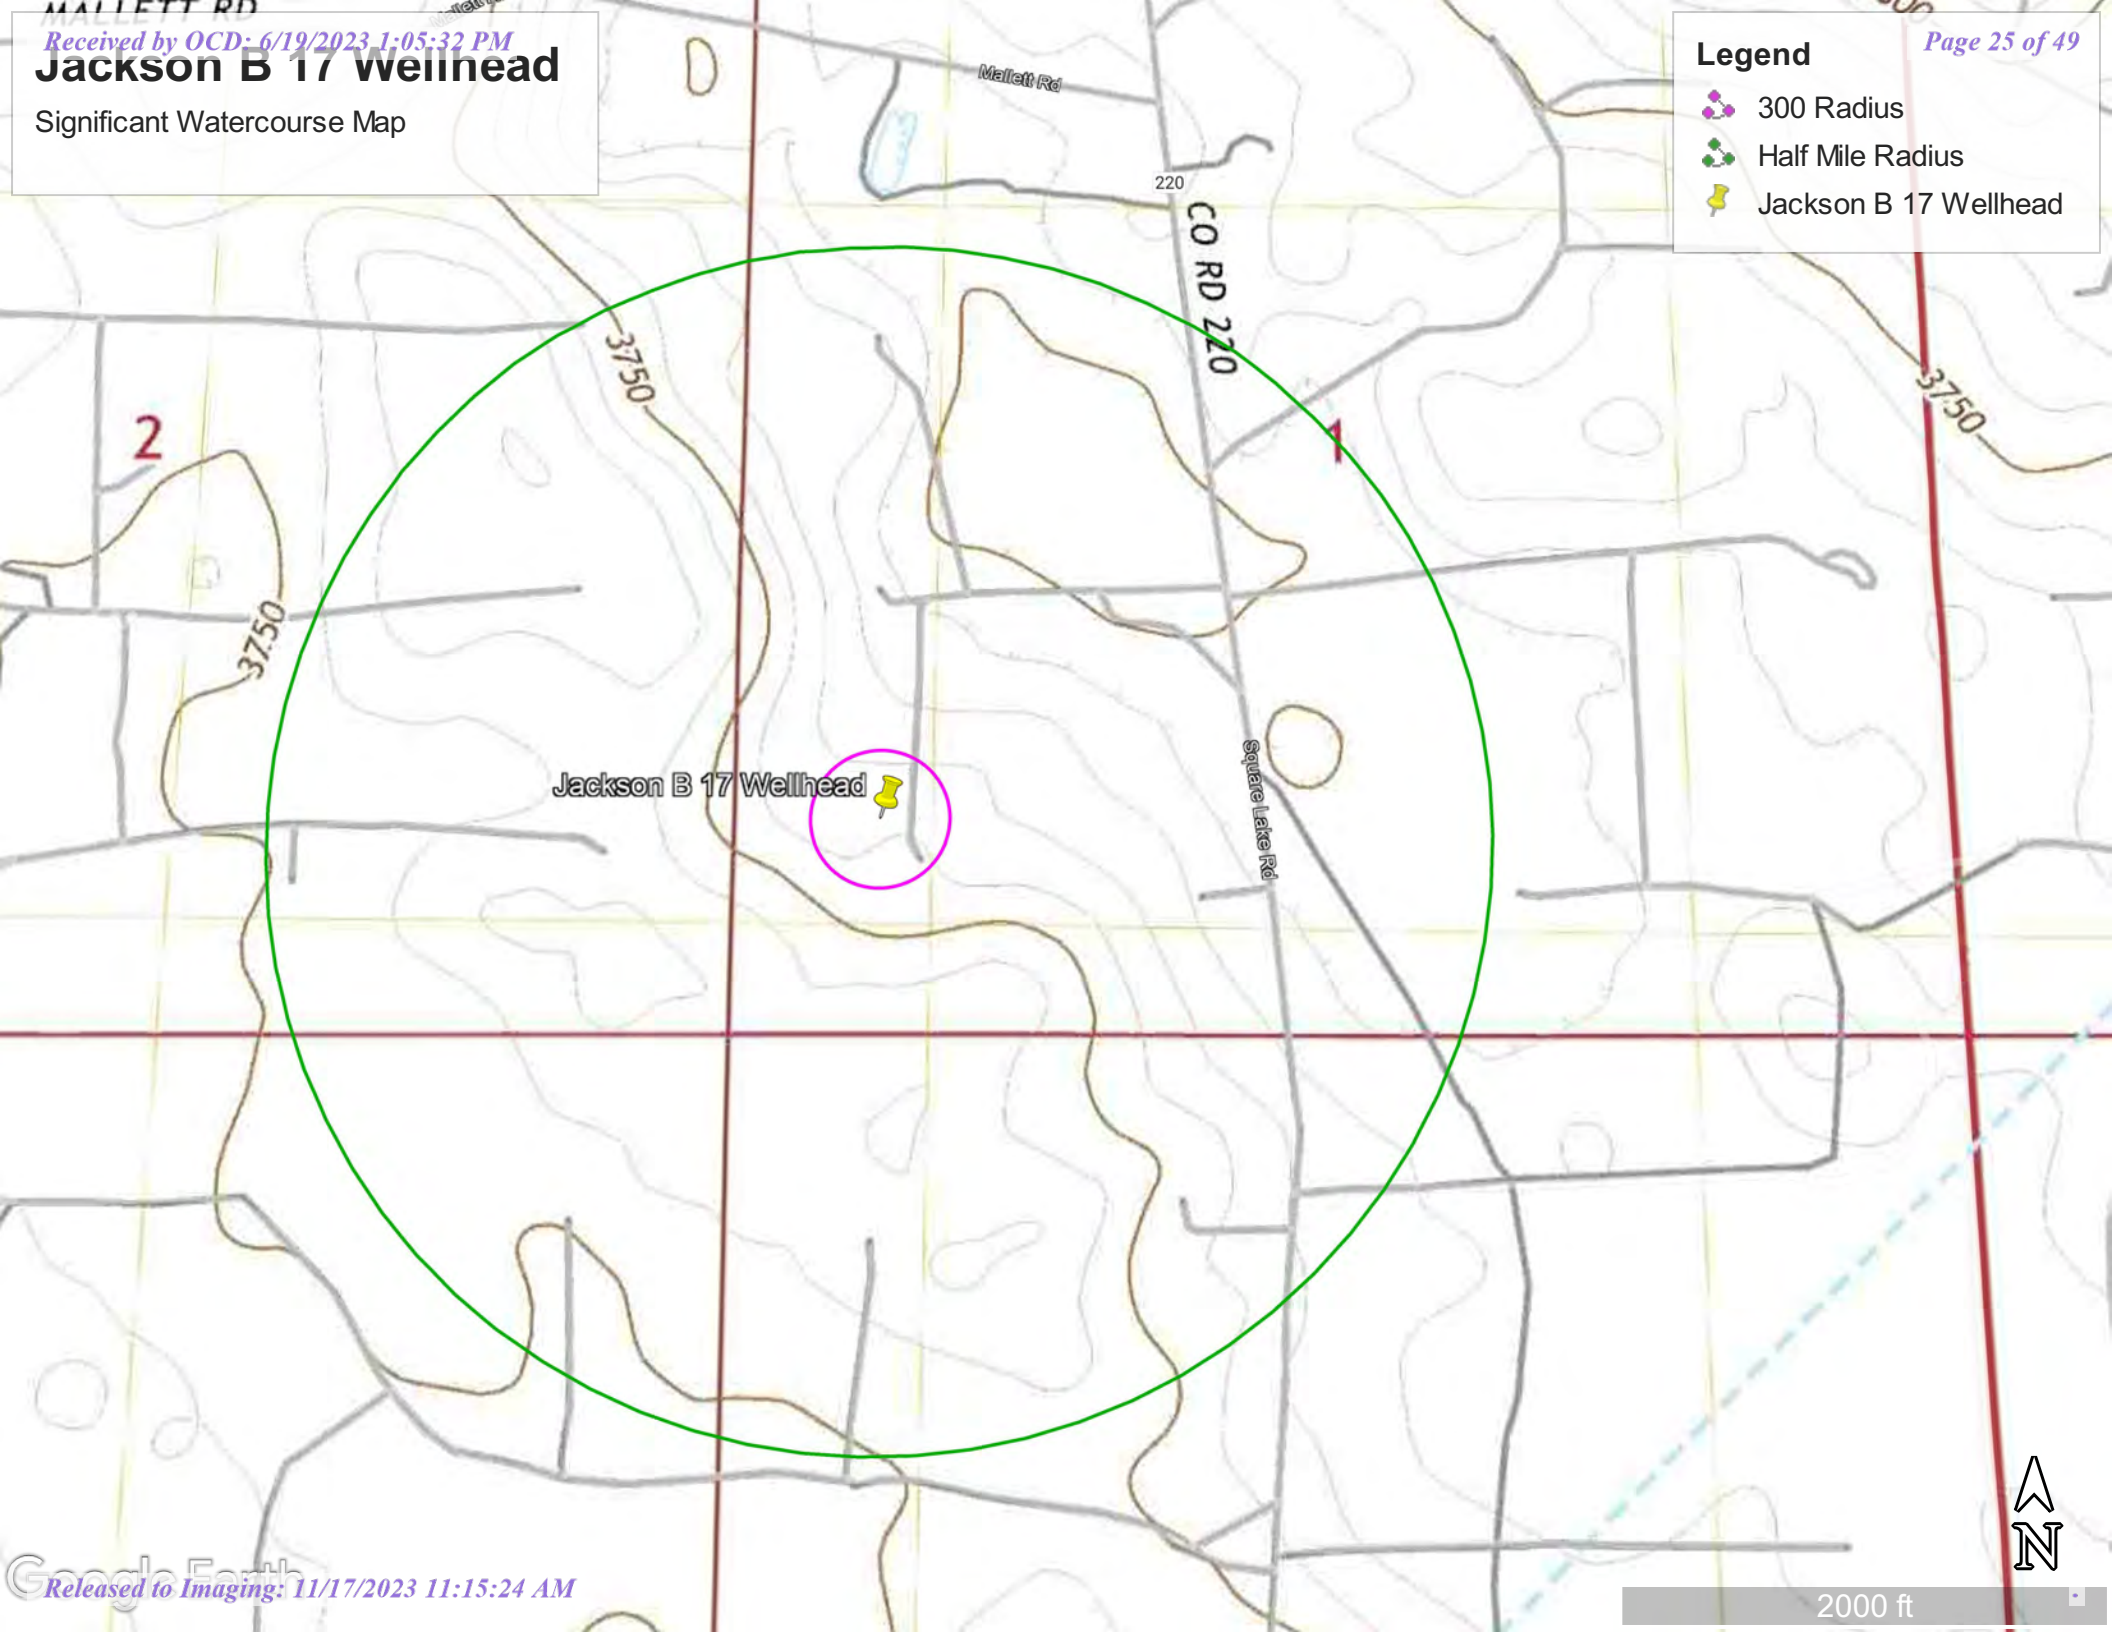 MALLETT RD
Mallett Rd
Received by OCD: 6/19/2023 1:05:32 PM
Page 25 of 49
Jackson B 17 Wellhead
Significant Watercourse Map
Legend
300 Radius
Half Mile Radius
Jackson B 17 Wellhead
Mallett Rd
220
CO RD 220
3750
3750
2
1
3750
Jackson B 17 Wellhead
Square Lake Rd
Google Earth
Released to Imaging: 11/17/2023 11:15:24 AM
N
2000 ft